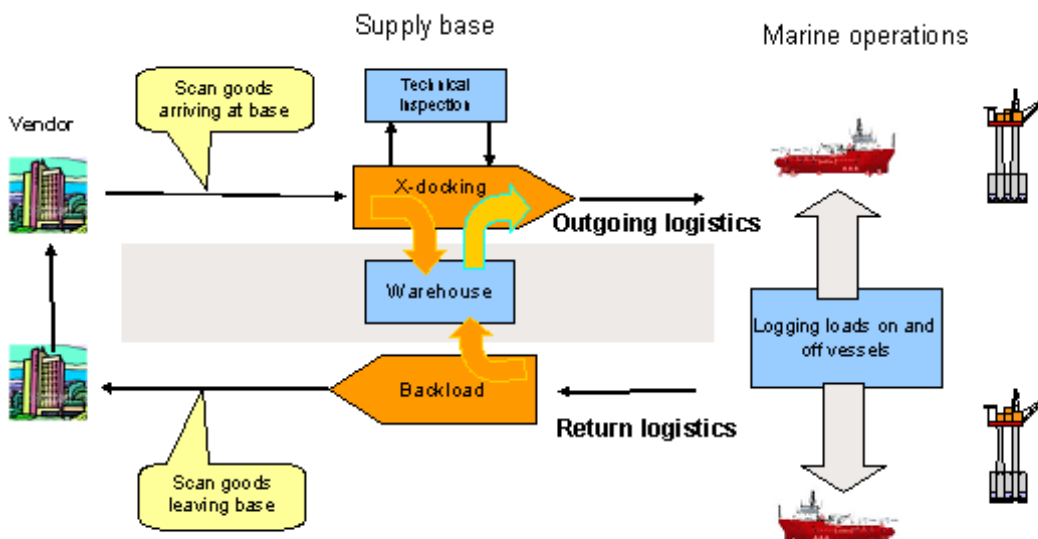 Supply base
Marine operations
Scan goods
arriving at base
Technical
Inspection
Vendor
X-docking
Outgoing logistics
Warehouse
Logging loads on and
off vessels
Backload
Return logistics
Scan goods
leaving base